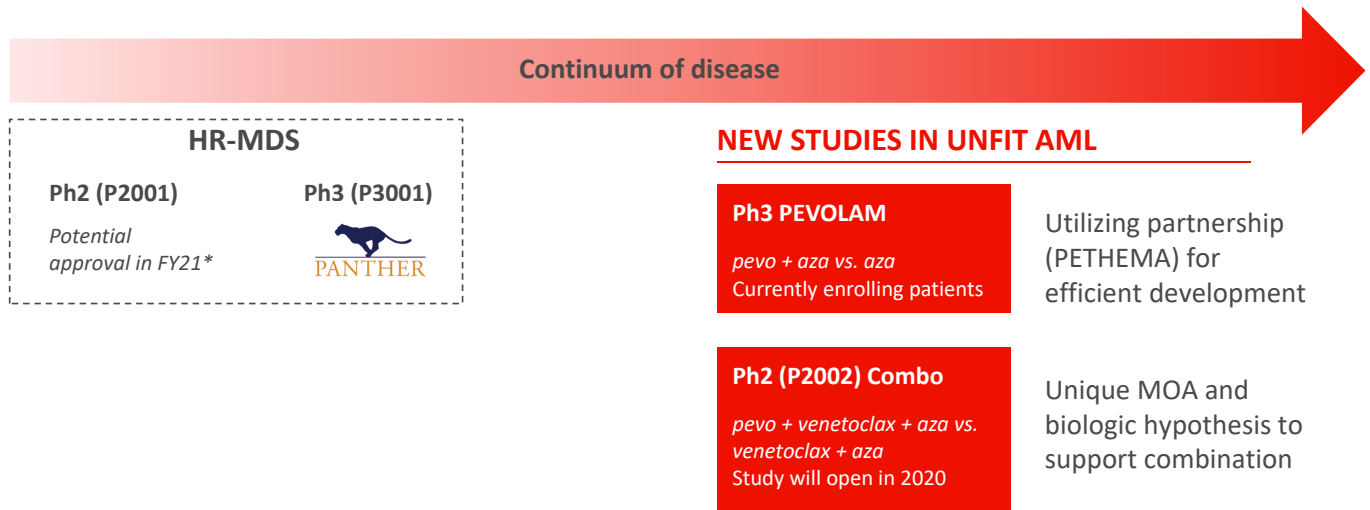 Continuum of disease
HR-MDS
Ph2 (P2001)
Potential
approval in FY21*
Ph3 (P3001)
PANTHER
NEW STUDIES IN UNFIT AML
Ph3 PEVOLAM
pevo + aza vs. aza
Currently enrolling patients
Utilizing partnership
(PETHEMA) for
efficient development
Ph2 (P2002) Combo
pevo + venetoclax + aza vs.
venetoclax + aza
Study will open in 2020
Unique MOA and
biologic hypothesis to
support combination